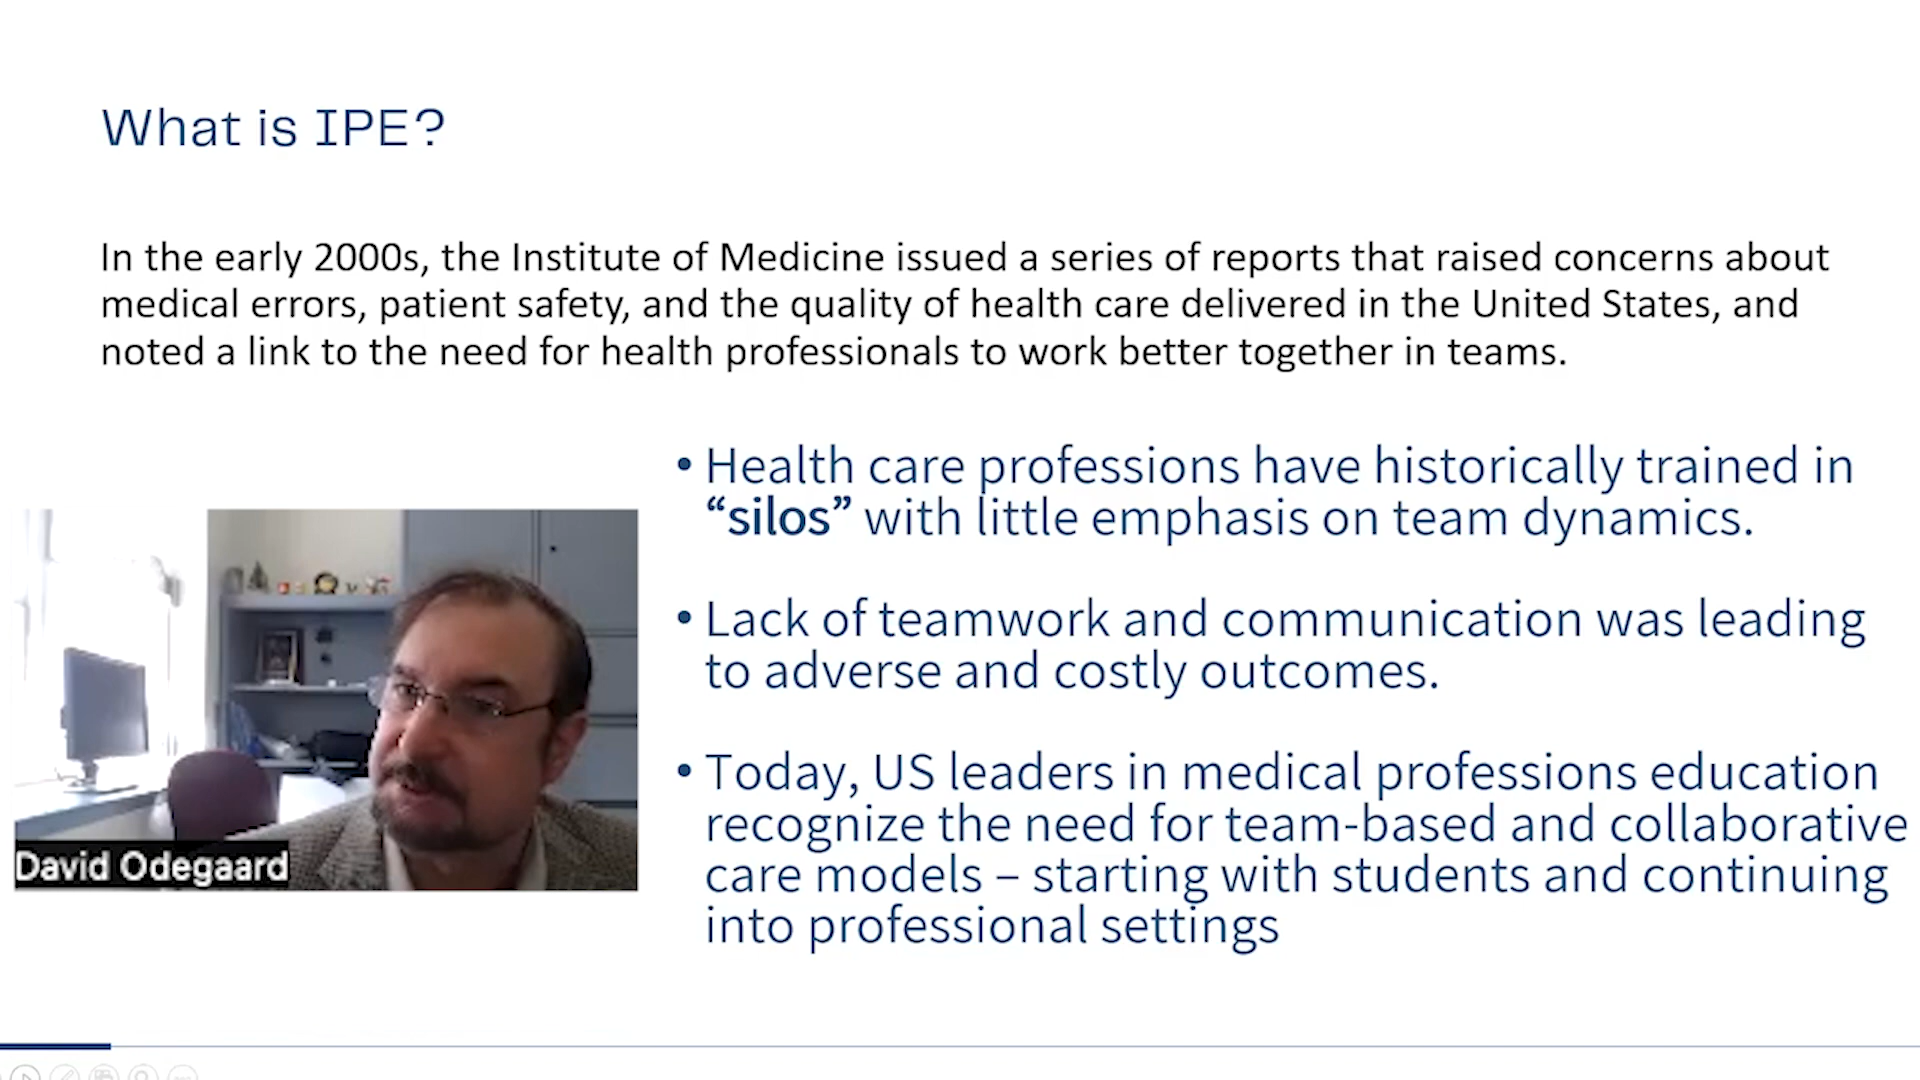 What is IPE?
In the early 2000s, the Institute of Medicine issued a series of reports that raised concerns about
medical errors, patient safety, and the quality of health care delivered in the United States, and
noted a link to the need for health professionals to work better together in teams.
• Health care professions have historically trained in
“silos” with little emphasis on team dynamics.
• Lack of teamwork and communication was leading
to adverse and costly outcomes.
• Today, US leaders in medical professions education
recognize the need for team-based and collaborative
care models – starting with students and continuing
into professional settings
David Odegaard